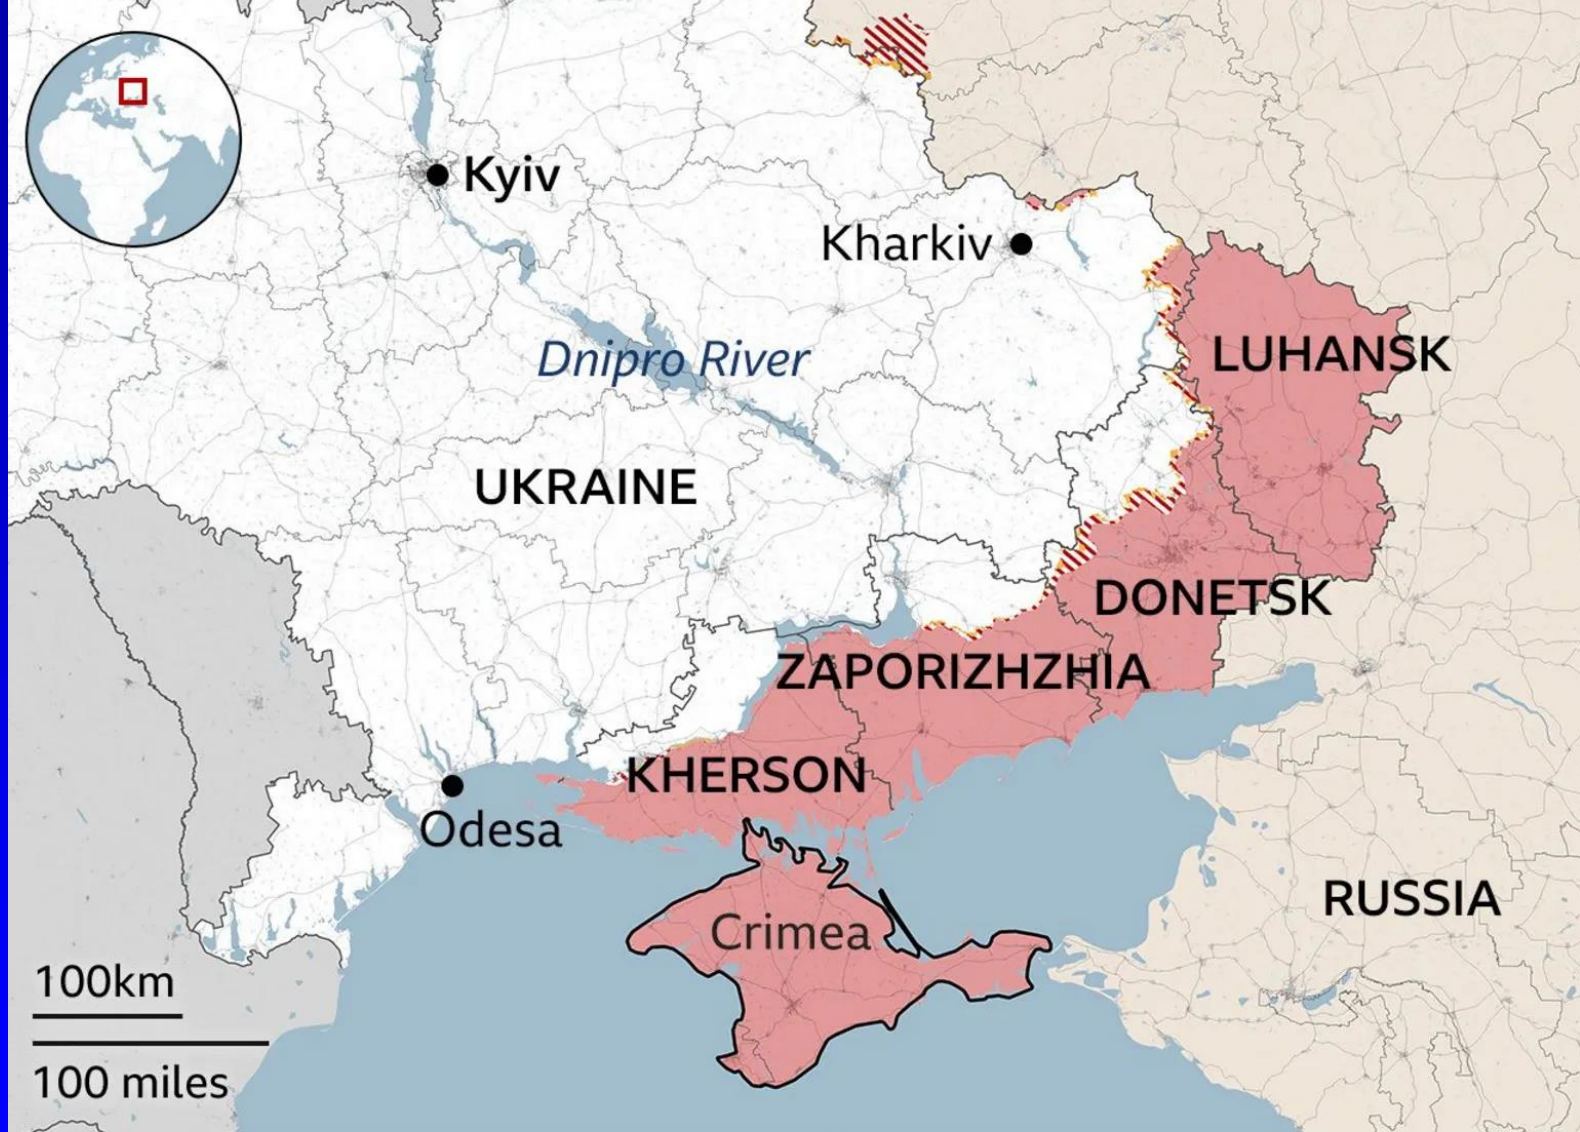 Kyiv
Kharkiv
LUHANSK
Dnipro River
UKRAINE
DONETSK
ZAPORIZHZHIA
KHERSON
Odesa
RUSSIA
Crimea
100km
100 miles